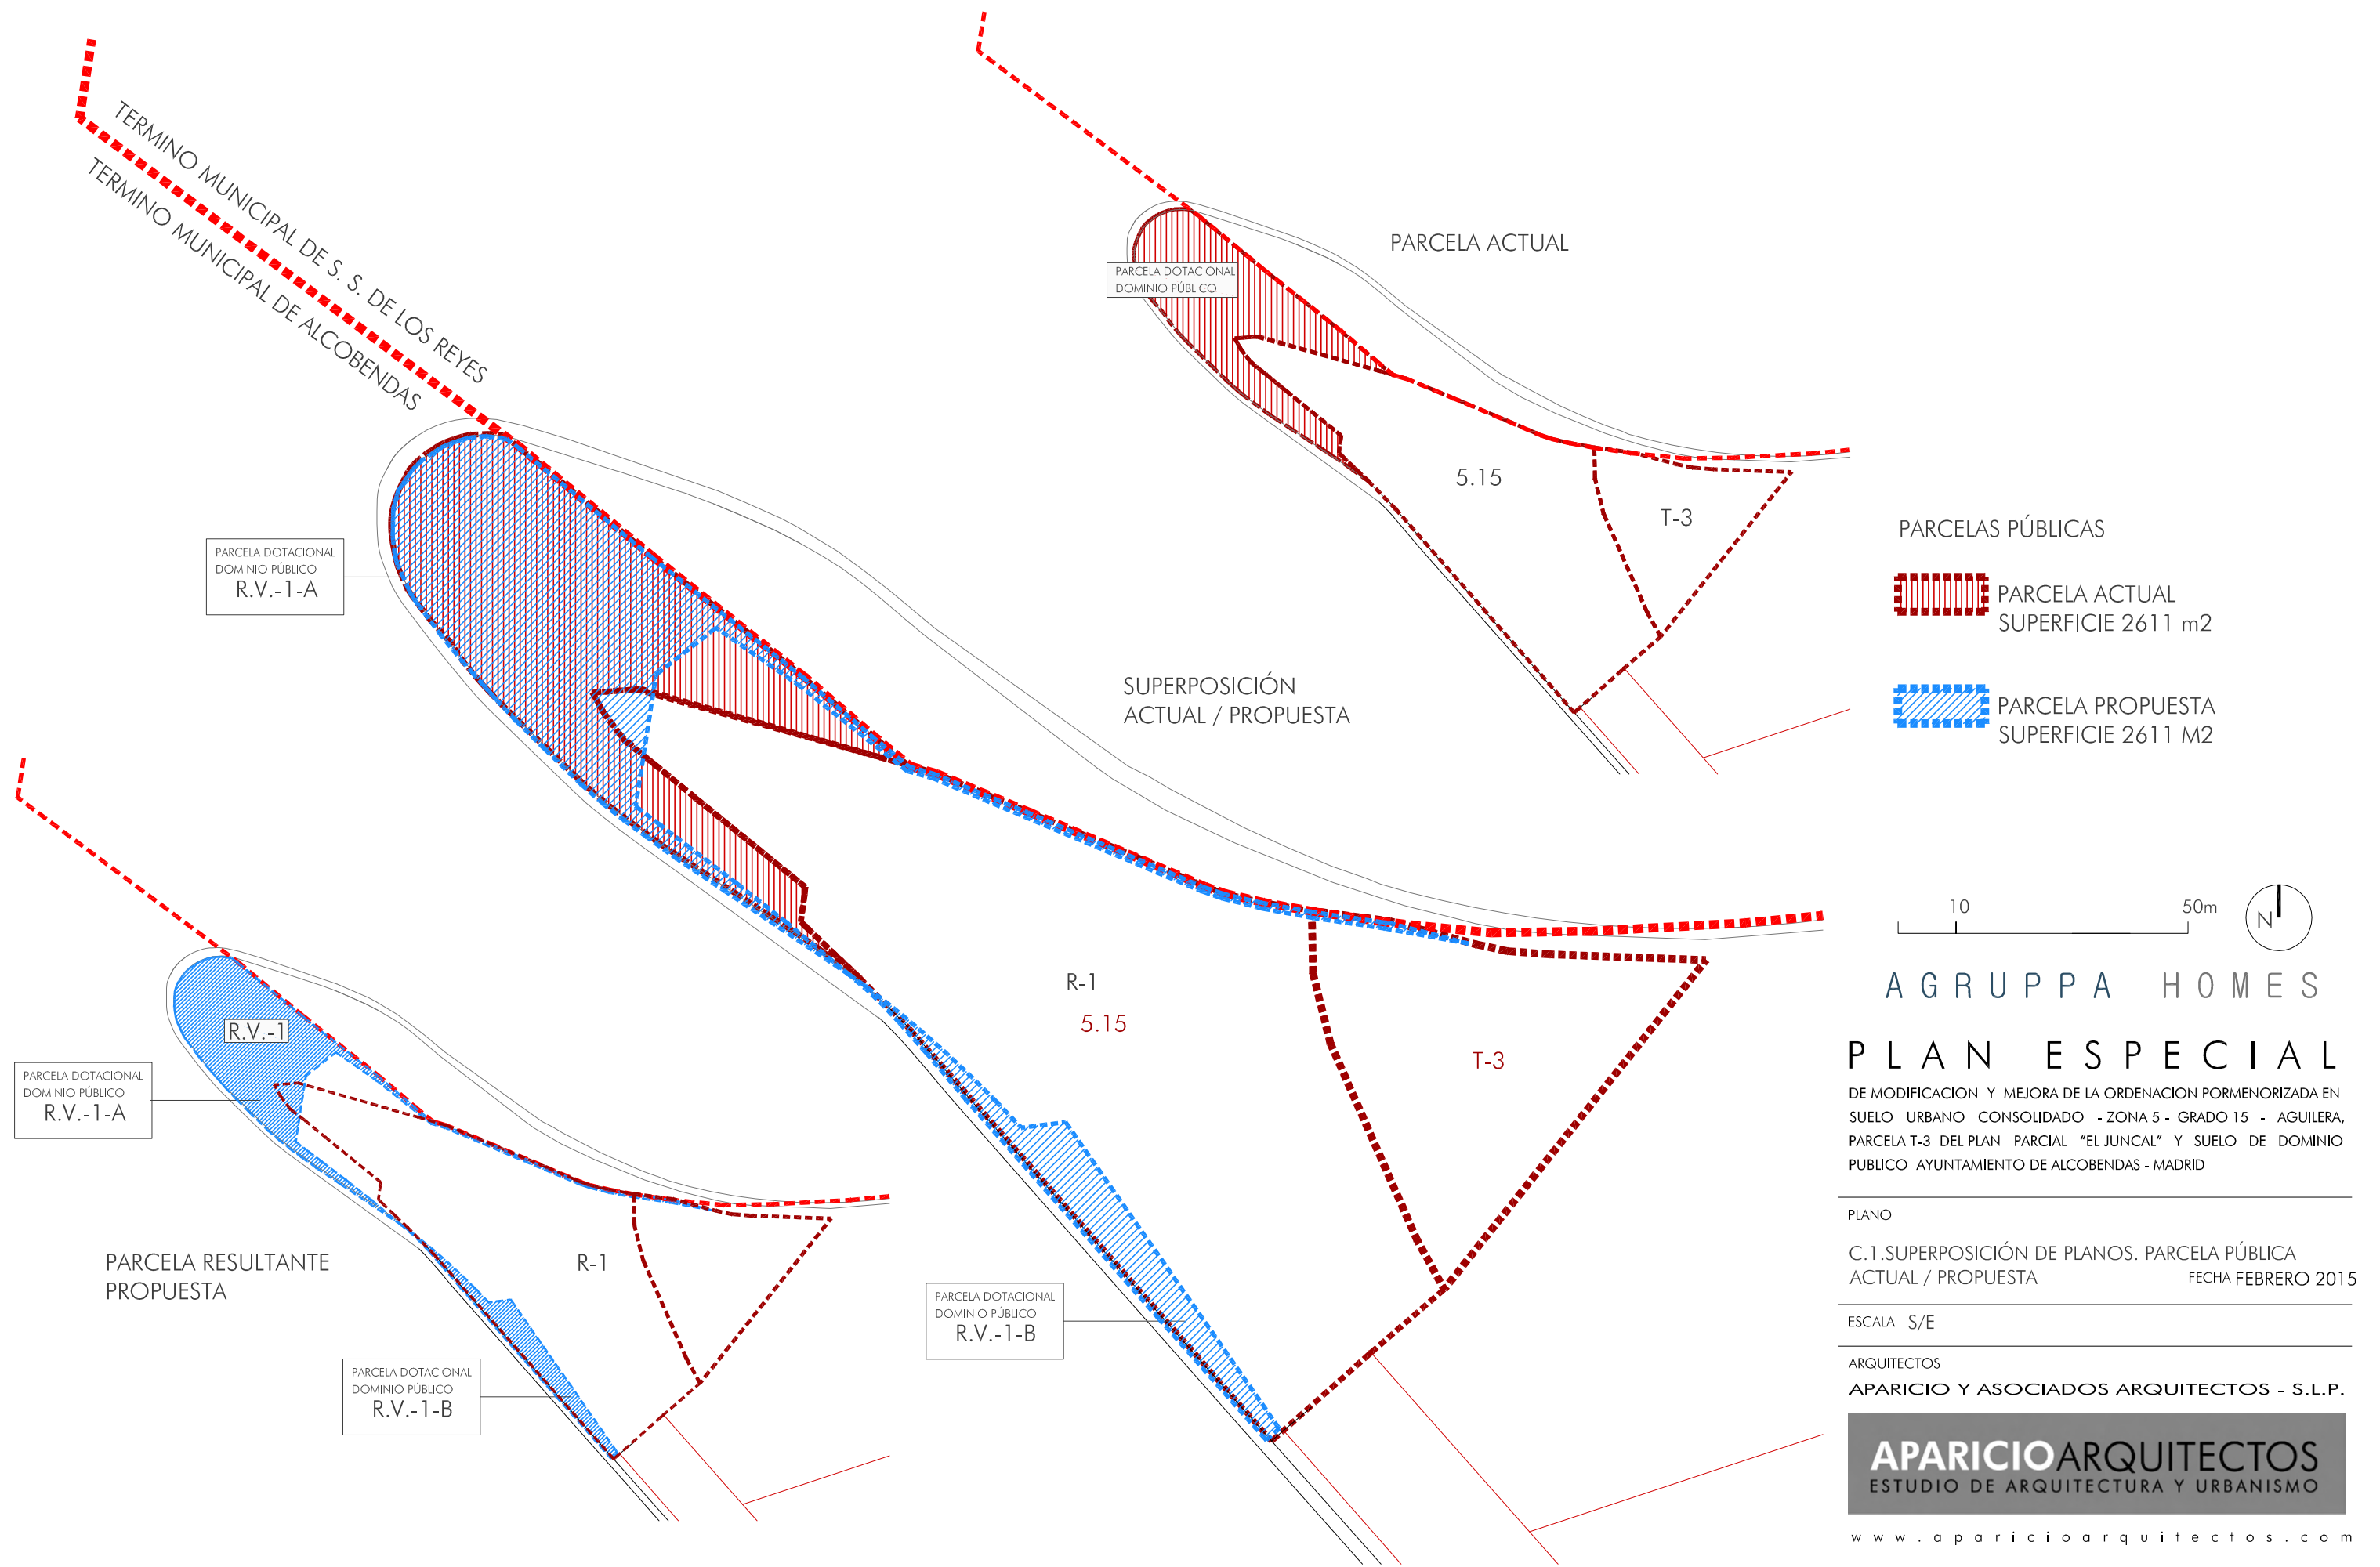 TERMINO MUNICIPAL DE S. S. DE LOS REYES
TERMINO MUNICIPAL DE ALCOBENDAS
PARCELA ACTUAL
PARCELA DOTACIONAL
DOMINIO PÚBLICO
5.15
T-3
PARCELA DOTACIONAL
DOMINIO PÚBLICO
R.V.-1-A
SUPERPOSICIÓN
ACTUAL / PROPUESTA
R-1
5.15
T-3
PARCELA DOTACIONAL
DOMINIO PÚBLICO
R.V.-1-B
R.V.-1
PARCELA DOTACIONAL
DOMINIO PÚBLICO
R.V.-1-A
PARCELA RESULTANTE
PROPUESTA
R-1
PARCELA DOTACIONAL
DOMINIO PÚBLICO
R.V.-1-B
PARCELAS PÚBLICAS
PARCELA ACTUAL
SUPERFICIE 2611 m2
PARCELA PROPUESTA
SUPERFICIE 2611 M2
10 50m
N
AGRUPPA HOMES
PLAN ESPECIAL
DE MODIFICACION Y MEJORA DE LA ORDENACION PORMENORIZADA EN
SUELO URBANO CONSOLIDADO - ZONA 5 - GRADO 15 - AGUILERA,
PARCELA T-3 DEL PLAN PARCIAL “EL JUNCAL” Y SUELO DE DOMINIO
PUBLICO AYUNTAMIENTO DE ALCOBENDAS - MADRID
PLANO
C.1.SUPERPOSICIÓN DE PLANOS. PARCELA PÚBLICA
ACTUAL / PROPUESTA FECHA FEBRERO 2015
ESCALA S/E
ARQUITECTOS
APARICIO Y ASOCIADOS ARQUITECTOS - S.L.P.
APARICIOARQUITECTOS
ESTUDIO DE ARQUITECTURA Y URBANISMO
www.aparicioarquitectos.com